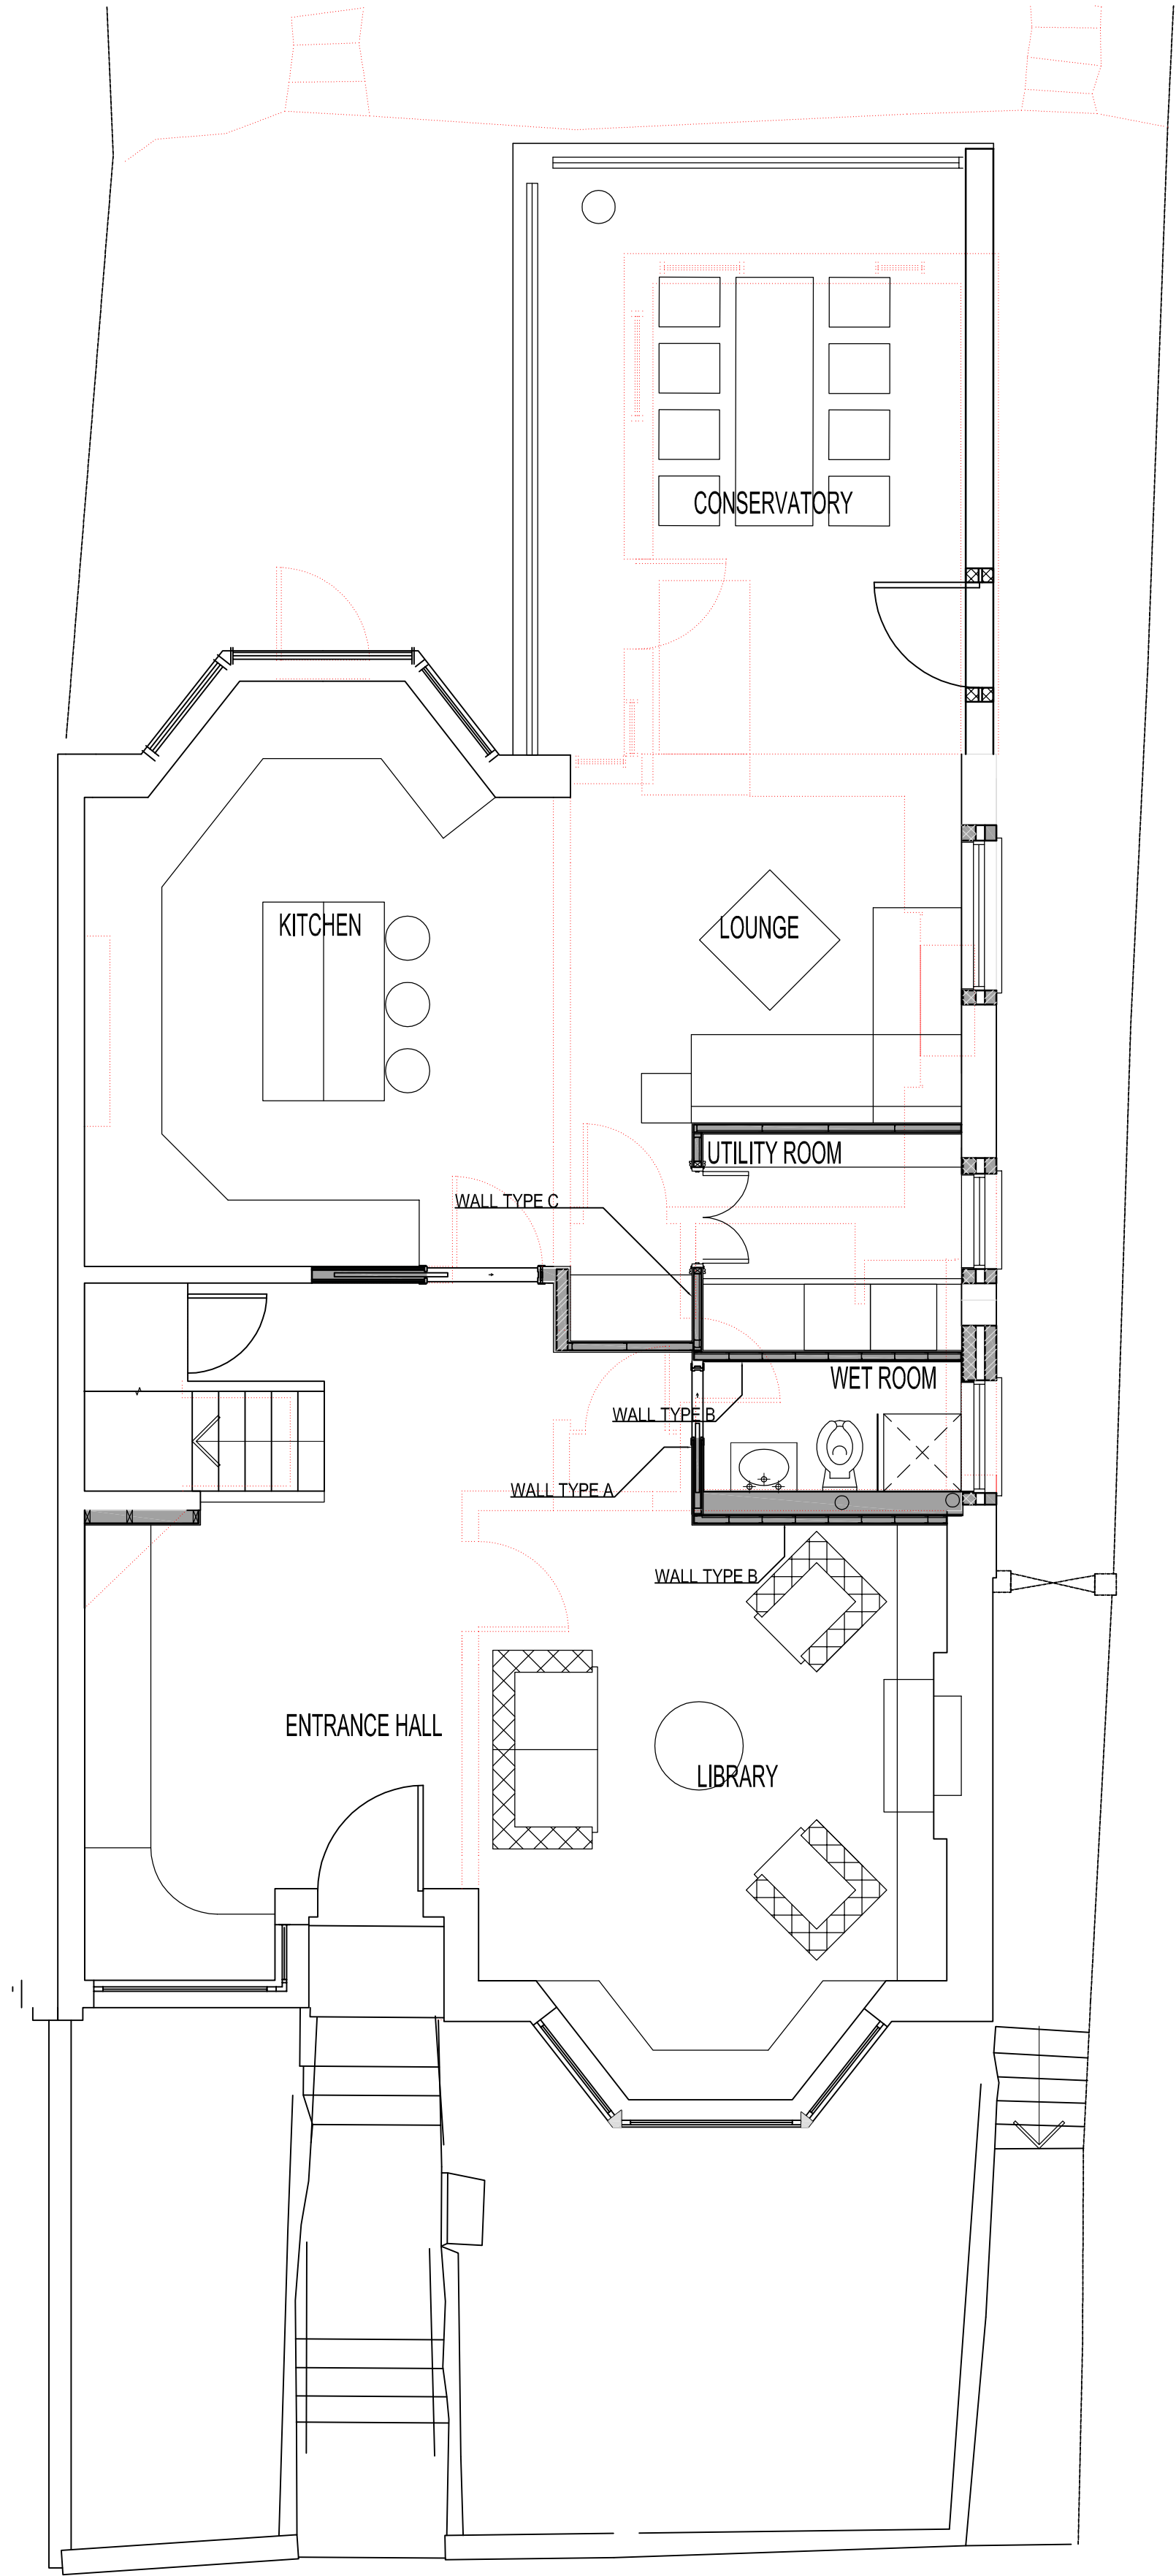 CONSERVATORY
KITCHEN
LOUNGE
UTILITY ROOM
WALL TYPE C
WET ROOM
WALL TYPE B
WALL TYPE A
WALL TYPE B
ENTRANCE HALL
LIBRARY